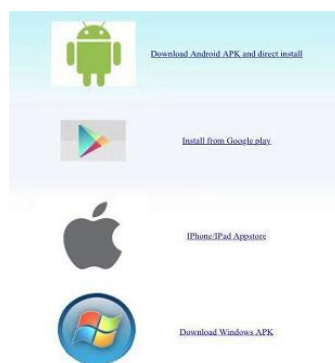 Download Android APK and direct install
Install from Google play
IPhone/IPad Appstore
Download Windows APK